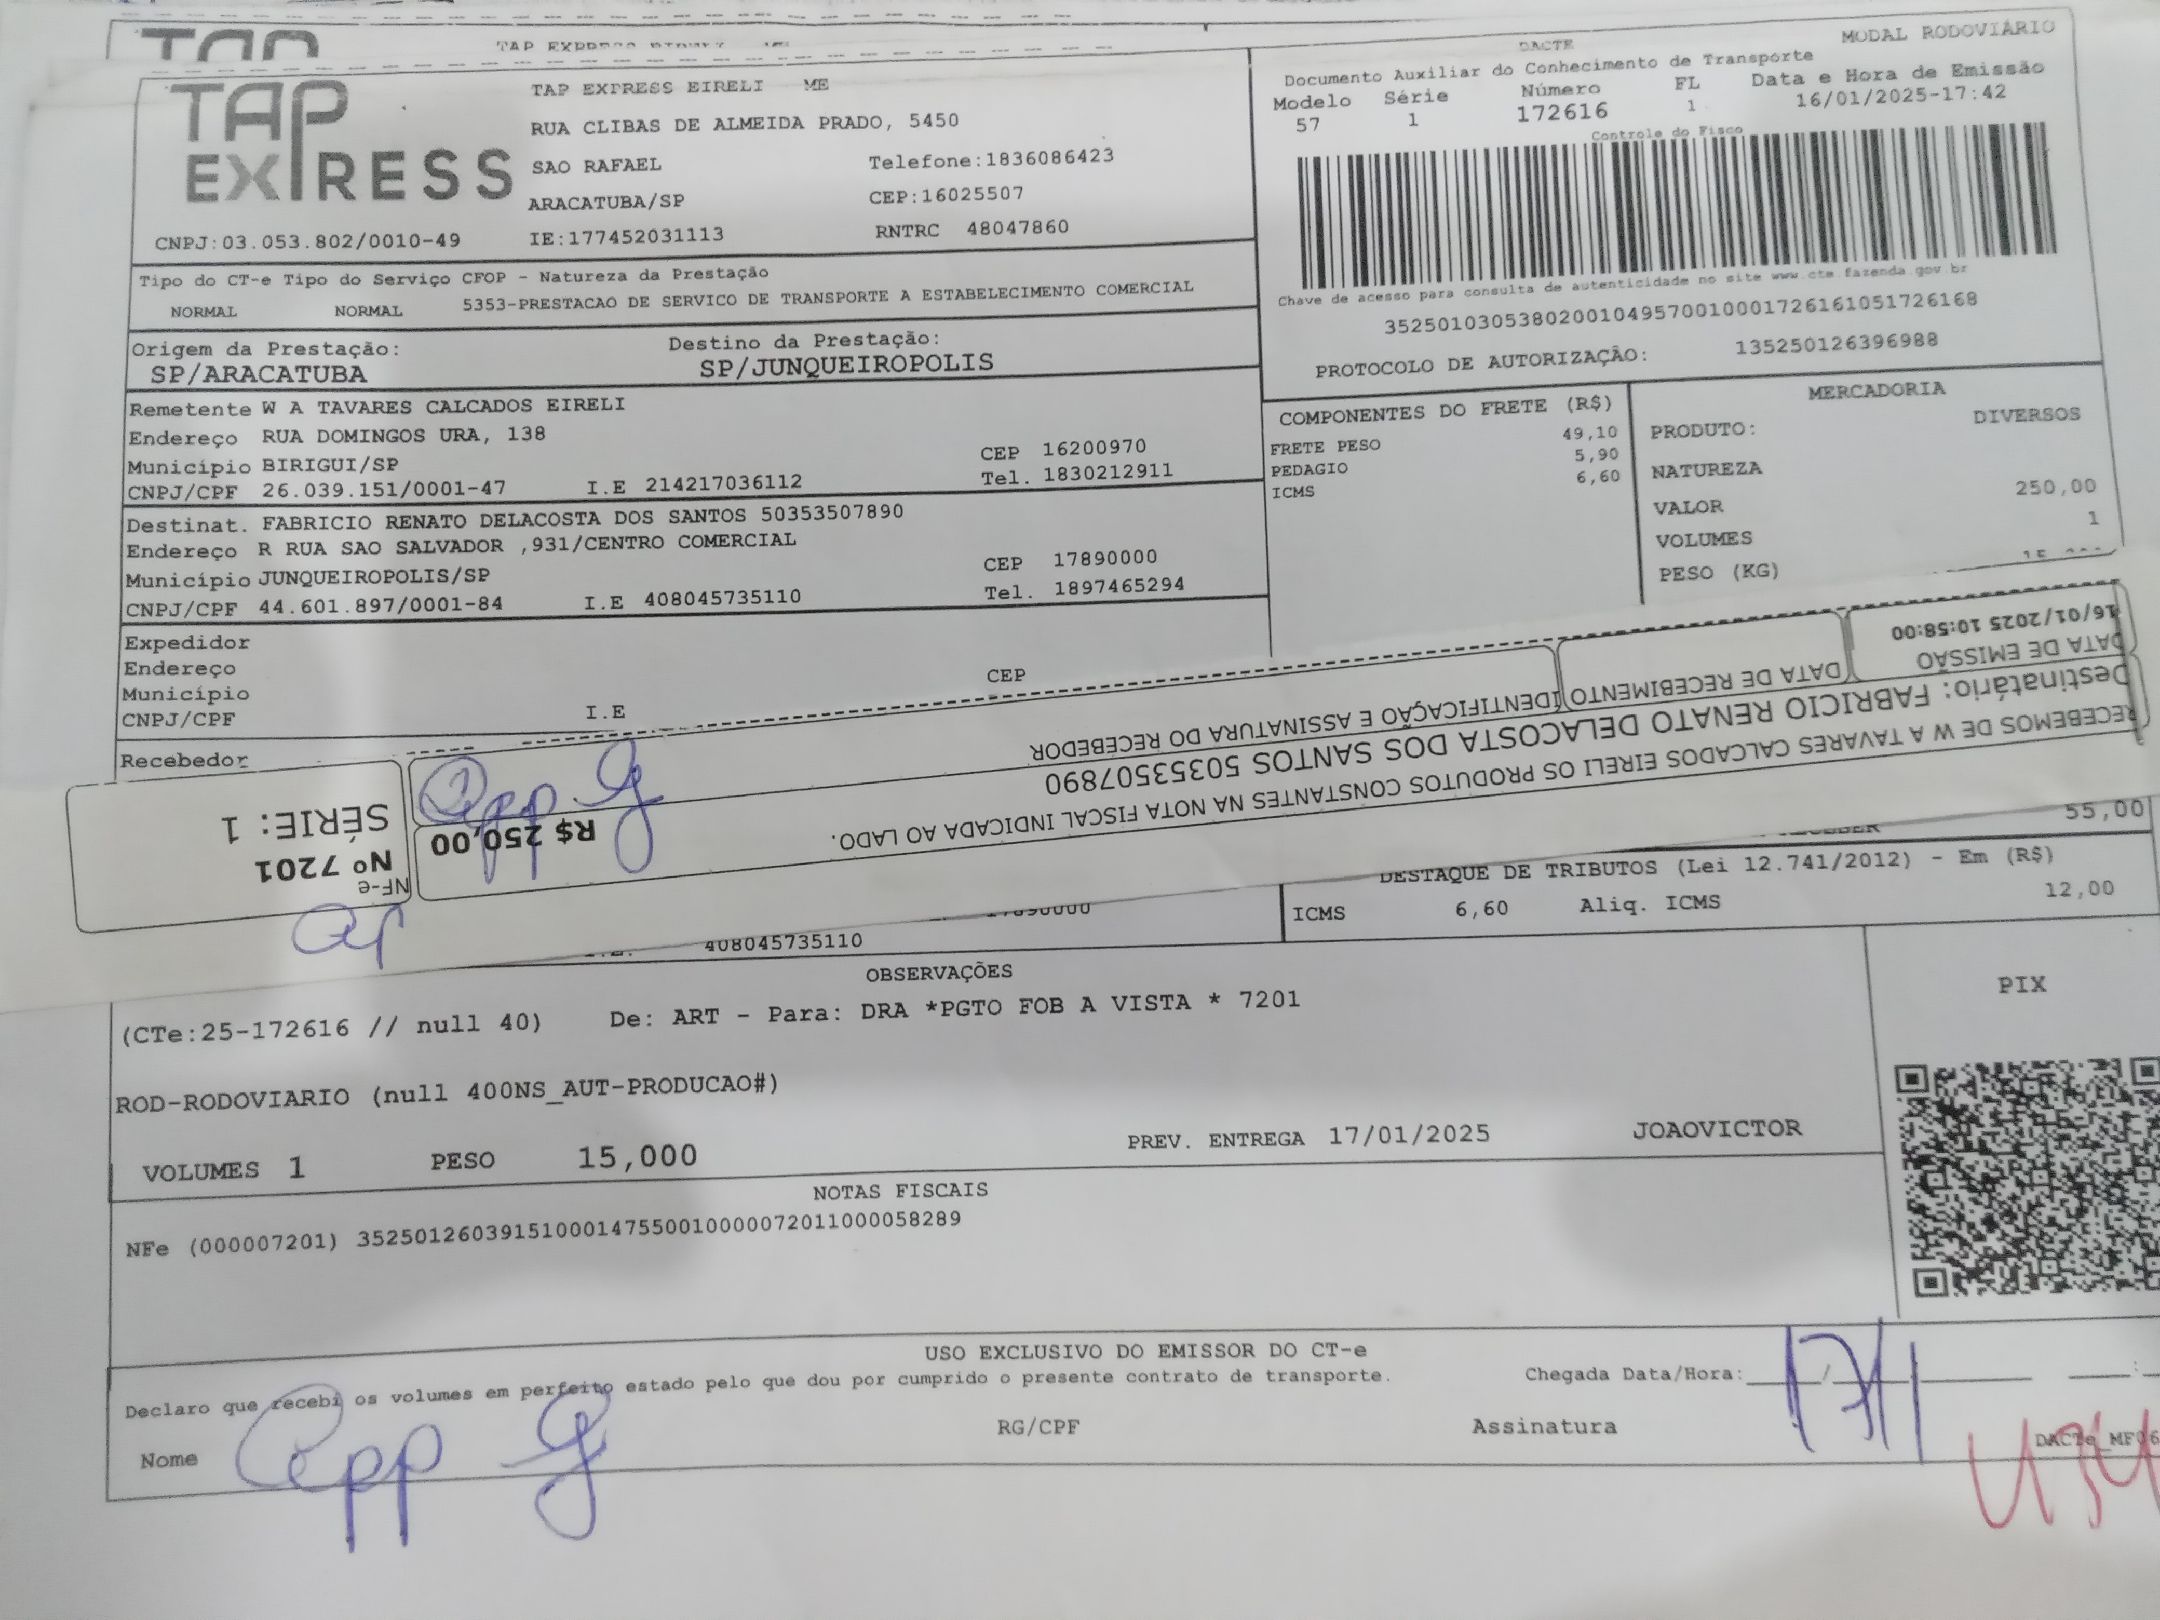 TAP EXPRESS EIRELI ME
TAP EXPRESS
TAP EXPRESS EIRELI ME
RUA CLIBAS DE ALMEIDA PRADO, 5450
SAO RAFAEL Telefone:1836086423
ARACATUBA/SP CEP:16025507
CNPJ:03.053.802/0010-49 IE:177452031113 RNTRC 48047860
DACTE MODAL RODOVIÁRIO
Documento Auxiliar do Conhecimento de Transporte
Modelo Série Número FL Data e Hora de Emissão
57 1 172616 1 16/01/2025-17:42
Controle do Fisco
Chave de acesso para consulta de autenticidade no site www.cte.fazenda.gov.br
35250103053802001049570010001726161051726168
PROTOCOLO DE AUTORIZAÇÃO: 135250126396988
Tipo do CT-e Tipo do Serviço CFOP - Natureza da Prestação
NORMAL NORMAL 5353-PRESTACAO DE SERVICO DE TRANSPORTE A ESTABELECIMENTO COMERCIAL
Origem da Prestação: Destino da Prestação:
SP/ARACATUBA SP/JUNQUEIROPOLIS
Remetente W A TAVARES CALCADOS EIRELI
Endereço RUA DOMINGOS URA, 138
Município BIRIGUI/SP CEP 16200970
CNPJ/CPF 26.039.151/0001-47 I.E 214217036112 Tel. 1830212911
Destinat. FABRICIO RENATO DELACOSTA DOS SANTOS 50353507890
Endereço R RUA SAO SALVADOR ,931/CENTRO COMERCIAL
Município JUNQUEIROPOLIS/SP CEP 17890000
CNPJ/CPF 44.601.897/0001-84 I.E 408045735110 Tel. 1897465294
Expedidor
Endereço
Município CEP
CNPJ/CPF I.E
Recebedor
COMPONENTES DO FRETE (R$)
FRETE PESO 49,10
PEDAGIO 5,90
ICMS 6,60
MERCADORIA
PRODUTO: DIVERSOS
NATUREZA
VALOR 250,00
VOLUMES 1
PESO (KG)
RECEBEMOS DE W A TAVARES CALCADOS EIRELI OS PRODUTOS CONSTANTES NA NOTA FISCAL INDICADA AO LADO.
Destinatário: FABRICIO RENATO DELACOSTA DOS SANTOS 50353507890
R$ 250,00
DATA DE EMISSÃO
16/01/2025 10:58:00
DATA DE RECEBIMENTO
IDENTIFICAÇÃO E ASSINATURA DO RECEBEDOR
NF-e
Nº 7201
SÉRIE: 1
55,00
DESTAQUE DE TRIBUTOS (Lei 12.741/2012) - Em (R$)
ICMS 6,60 Aliq. ICMS 12,00
17890000
408045735110
OBSERVAÇÕES
(CTe:25-172616 // null 40) De: ART - Para: DRA *PGTO FOB A VISTA * 7201
ROD-RODOVIARIO (null 400NS_AUT-PRODUCAO#)
VOLUMES 1 PESO 15,000 PREV. ENTREGA 17/01/2025 JOAOVICTOR
PIX
NOTAS FISCAIS
NFe (000007201) 35250126039151000147550010000072011000058289
USO EXCLUSIVO DO EMISSOR DO CT-e
Declaro que recebi os volumes em perfeito estado pelo que dou por cumprido o presente contrato de transporte. Chegada Data/Hora:
Nome RG/CPF Assinatura
DACTe_MF06